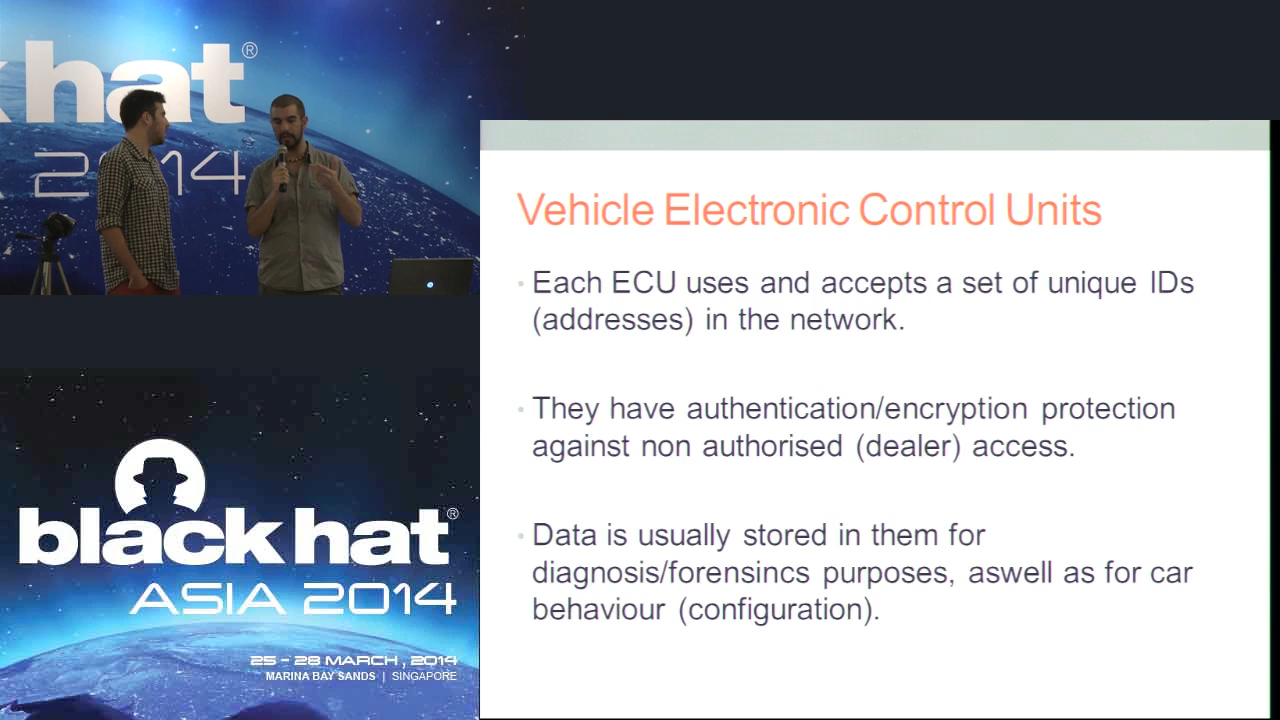 hat®
2014
Vehicle Electronic Control Units
• Each ECU uses and accepts a set of unique IDs
(addresses) in the network.
• They have authentication/encryption protection
against non authorised (dealer) access.
• Data is usually stored in them for
diagnosis/forensincs purposes, aswell as for car
behaviour (configuration).
black hat®
ASIA 2014
25 - 28 MARCH, 2014
MARINA BAY SANDS | SINGAPORE